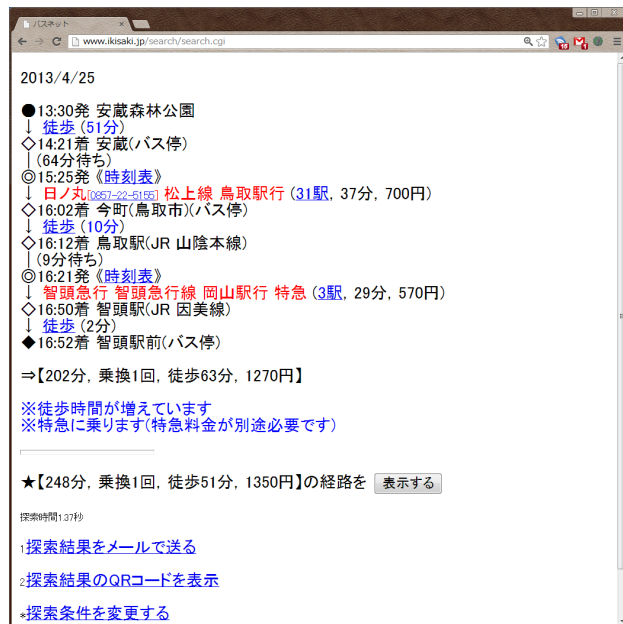 バスネット
www.ikisaki.jp/search/search.cgi
2013/4/25
●13:30発 安蔵森林公園
↓ 徒歩 (51分)
◇14:21着 安蔵(バス停)
｜(64分待ち)
◎15:25発 《時刻表》
↓ 日ノ丸[0857-22-5155] 松上線 鳥取駅行 (31駅, 37分, 700円)
◇16:02着 今町(鳥取市)(バス停)
↓ 徒歩 (10分)
◇16:12着 鳥取駅(JR 山陰本線)
｜(9分待ち)
◎16:21発 《時刻表》
↓ 智頭急行 智頭急行線 岡山駅行 特急 (3駅, 29分, 570円)
◇16:50着 智頭駅(JR 因美線)
↓ 徒歩 (2分)
◆16:52着 智頭駅前(バス停)
⇒【202分, 乗換1回, 徒歩63分, 1270円】
※徒歩時間が増えています
※特急に乗ります(特急料金が別途必要です)
★【248分, 乗換1回, 徒歩51分, 1350円】の経路を 表示する
探索時間1.37秒
1探索結果をメールで送る
2探索結果のQRコードを表示
*探索条件を変更する